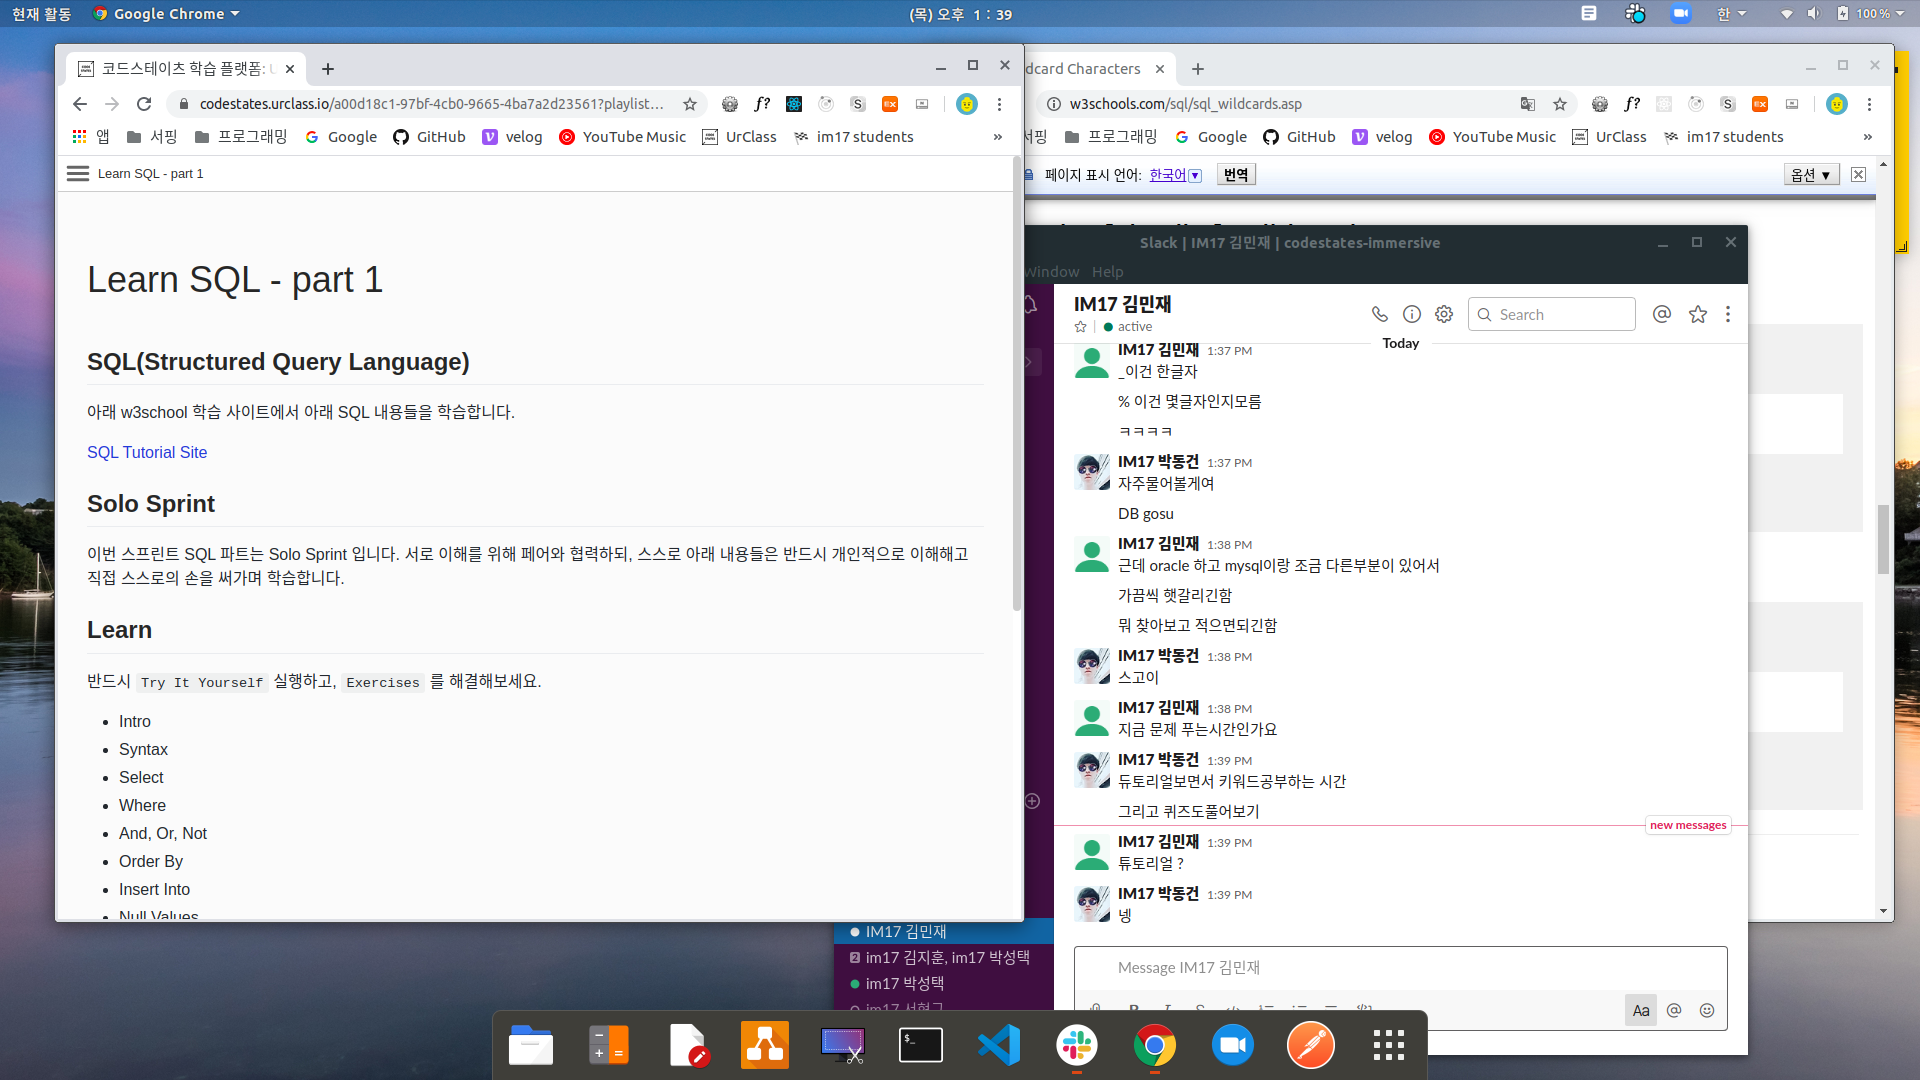 현재 활동
Google Chrome
(목) 오후 1 : 39
한
100 %
코드스테이츠 학습 플랫폼:
codestates.urclass.io/a00d18c1-97bf-4cb0-9665-4ba7a2d23561?playlist...
앱
서핑
프로그래밍
Google
GitHub
velog
YouTube Music
UrClass
im17 students
»
Learn SQL - part 1
Learn SQL - part 1
SQL(Structured Query Language)
아래 w3school 학습 사이트에서 아래 SQL 내용들을 학습합니다.
SQL Tutorial Site
Solo Sprint
이번 스프린트 SQL 파트는 Solo Sprint 입니다. 서로 이해를 위해 페어와 협력하되, 스스로 아래 내용들은 반드시 개인적으로 이해해고
직접 스스로의 손을 써가며 학습합니다.
Learn
반드시 Try It Yourself 실행하고, Exercises 를 해결해보세요.
• Intro
• Syntax
• Select
• Where
• And, Or, Not
• Order By
• Insert Into
• Null Values
dcard Characters
w3schools.com/sql/sql_wildcards.asp
서핑
프로그래밍
Google
GitHub
velog
YouTube Music
UrClass
im17 students
»
페이지 표시 언어: 한국어
번역
옵션 ▼
Slack | IM17 김민재 | codestates-immersive
Window Help
IM17 김민재
active
Search
Today
IM17 김민재 1:37 PM
_이건 한글자
% 이건 몇글자인지모름
ㅋㅋㅋㅋ
IM17 박동건 1:37 PM
자주물어볼게여
DB gosu
IM17 김민재 1:38 PM
근데 oracle 하고 mysql이랑 조금 다른부분이 있어서
가끔씩 햇갈리긴함
뭐 찾아보고 적으면되긴함
IM17 박동건 1:38 PM
스고이
IM17 김민재 1:38 PM
지금 문제 푸는시간인가요
IM17 박동건 1:39 PM
듀토리얼보면서 키워드공부하는 시간
그리고 퀴즈도풀어보기
new messages
IM17 김민재 1:39 PM
튜토리얼 ?
IM17 박동건 1:39 PM
넹
Message IM17 김민재
Aa
IM17 김민재
2 im17 김지훈, im17 박성택
im17 박성택